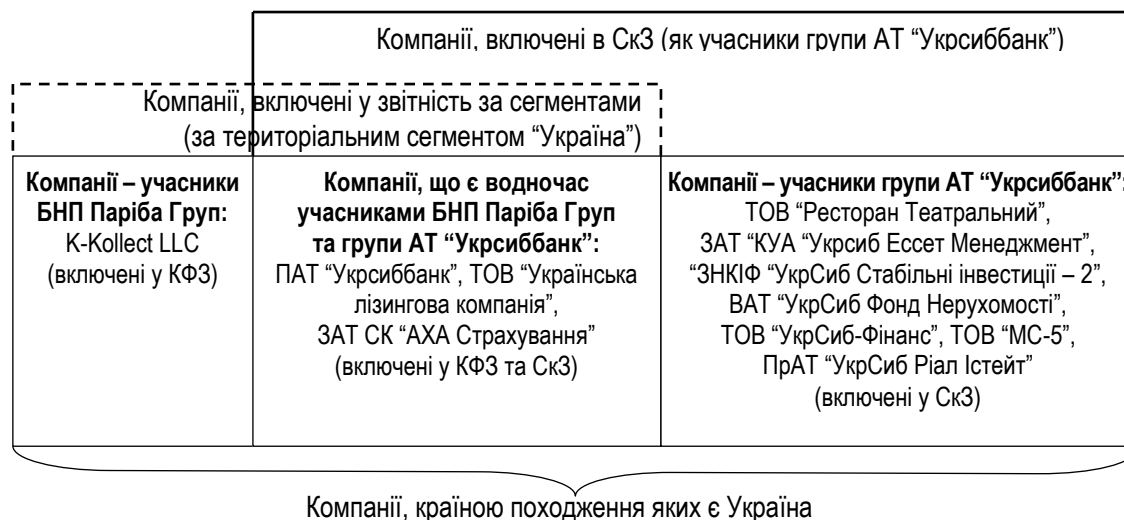 Компанії, включені в СкЗ (як учасники групи АТ “Укрсиббанк”)
Компанії, включені у звітність за сегментами
(за територіальним сегментом “Україна”)
Компанії – учасники
БНП Паріба Груп:
K-Kollect LLC
(включені у КФЗ)
Компанії, що є водночас
учасниками БНП Паріба Груп
та групи АТ “Укрсиббанк”:
ПАТ “Укрсиббанк”, ТОВ “Українська
лізингова компанія”,
ЗАТ СК “АХА Страхування”
(включені у КФЗ та СкЗ)
Компанії – учасники групи АТ “Укрсиббанк”:
ТОВ “Ресторан Театральний”,
ЗАТ “КУА “Укрсиб Ессет Менеджмент”,
“ЗНКІФ “УкрСиб Стабільні інвестиції – 2”,
ВАТ “УкрСиб Фонд Нерухомості”,
ТОВ “УкрСиб-Фінанс”, ТОВ “МС-5”,
ПрАТ “УкрСиб Ріал Істейт”
(включені у СкЗ)
Компанії, країною походження яких є Україна